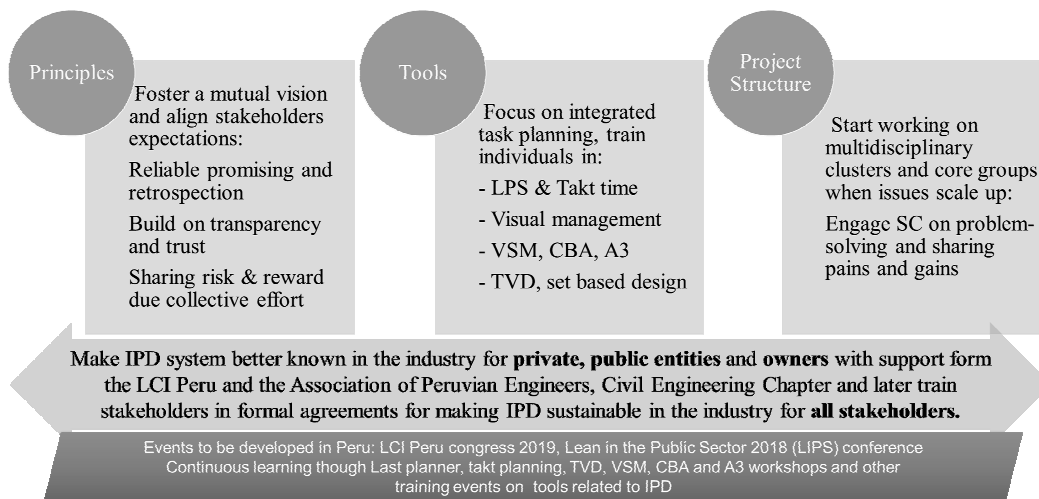 Principles
Foster a mutual vision
and align stakeholders
expectations:
Reliable promising and
retrospection
Build on transparency
and trust
Sharing risk & reward
due collective effort
Tools
Focus on integrated
task planning, train
individuals in:
- LPS & Takt time
- Visual management
- VSM, CBA, A3
- TVD, set based design
Project
Structure
Start working on
multidisciplinary
clusters and core groups
when issues scale up:
Engage SC on problem-
solving and sharing
pains and gains
Make IPD system better known in the industry for private, public entities and owners with support form
the LCI Peru and the Association of Peruvian Engineers, Civil Engineering Chapter and later train
stakeholders in formal agreements for making IPD sustainable in the industry for all stakeholders.
Events to be developed in Peru: LCI Peru congress 2019, Lean in the Public Sector 2018 (LIPS) conference
Continuous learning though Last planner, takt planning, TVD, VSM, CBA and A3 workshops and other
training events on tools related to IPD